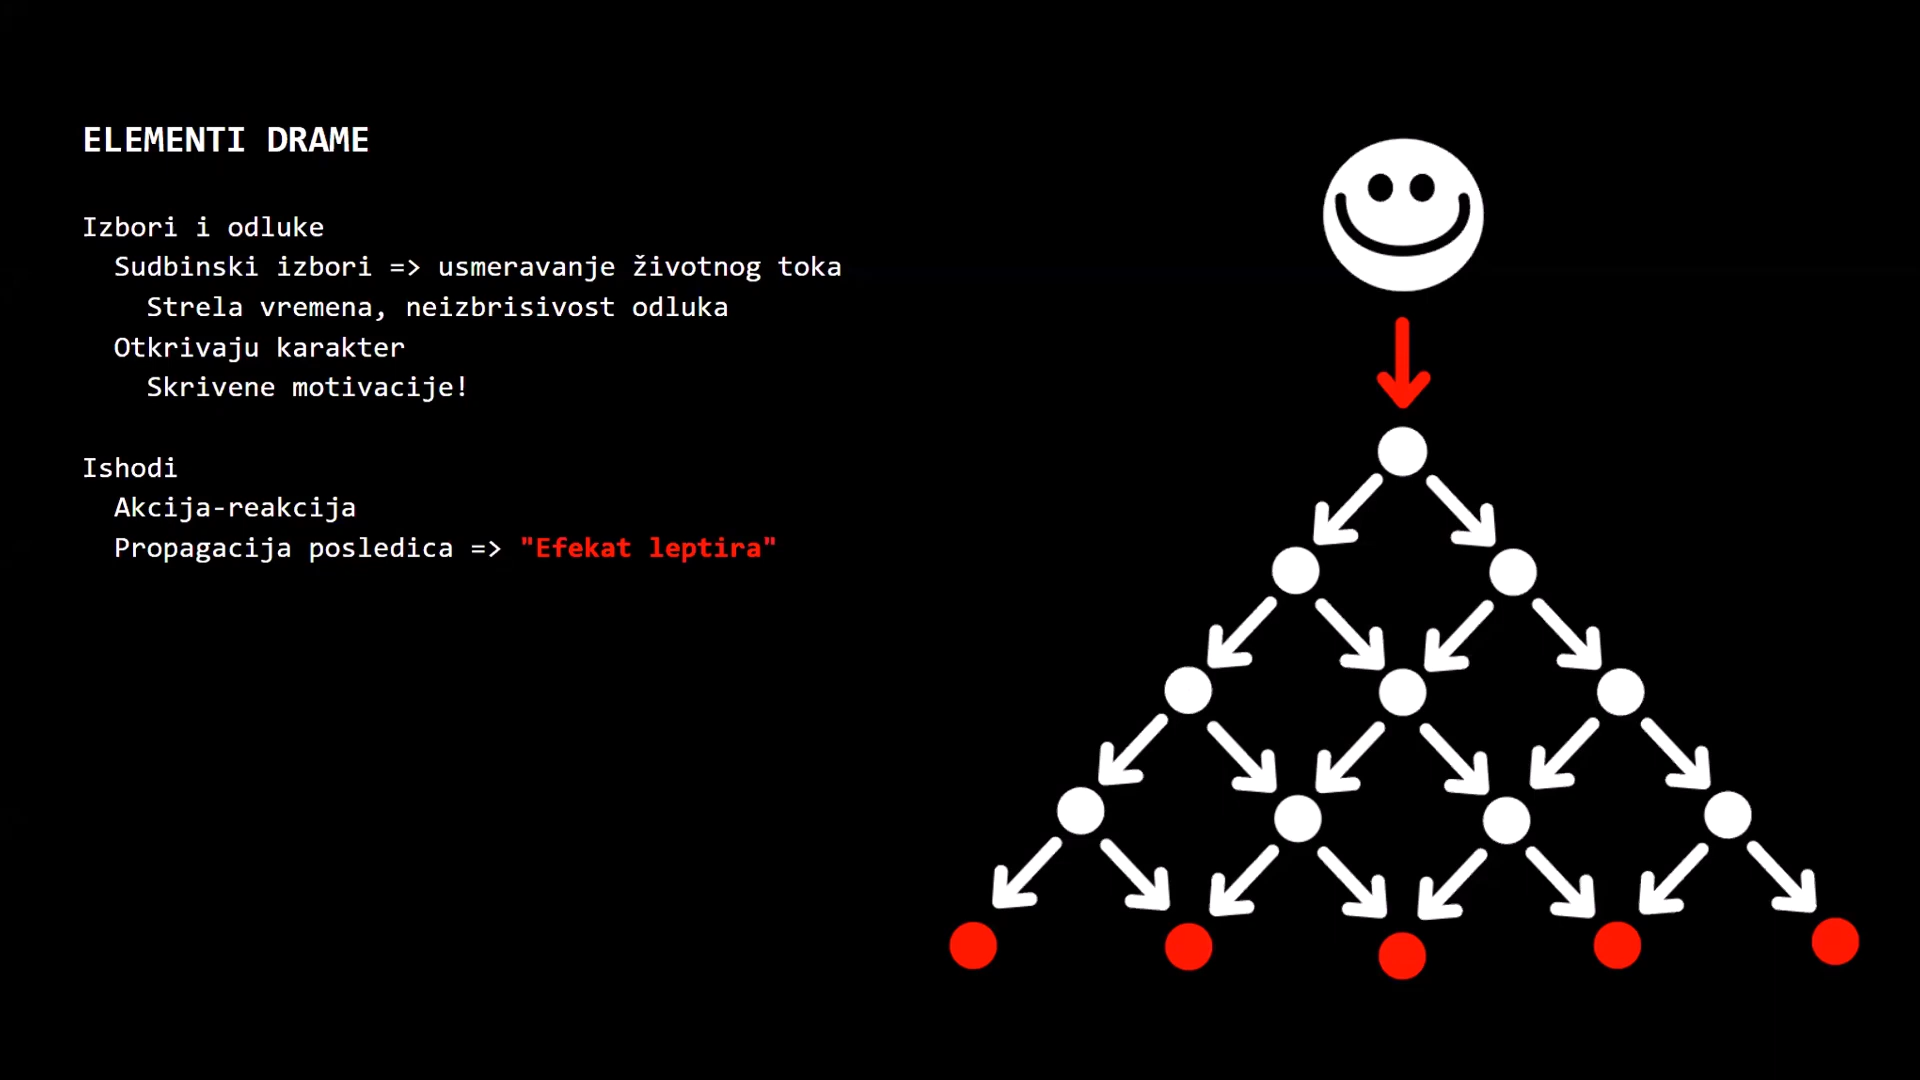 ELEMENTI DRAME
Izbori i odluke
Sudbinski izbori => usmeravanje životnog toka
Strela vremena, neizbrisivost odluka
Otkrivaju karakter
Skrivene motivacije!
Ishodi
Akcija-reakcija
Propagacija posledica => "Efekat leptira"